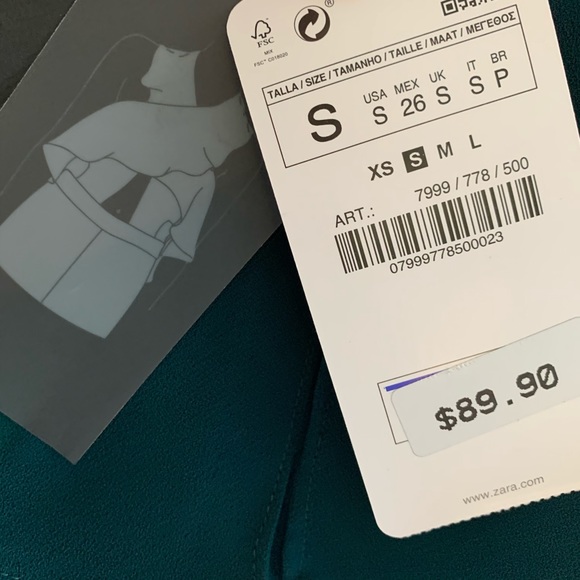 ®
FSC
MIX
TALLA / SIZE / TAMANHO / TAILLE / MAAT / ΜΕΓΕΘΟΣ
S
USA MEX UK IT BR
S 26 S S P
XS S M L
ART.: 7999 / 778 / 500
07999778500023
$89.90
www.zara.com